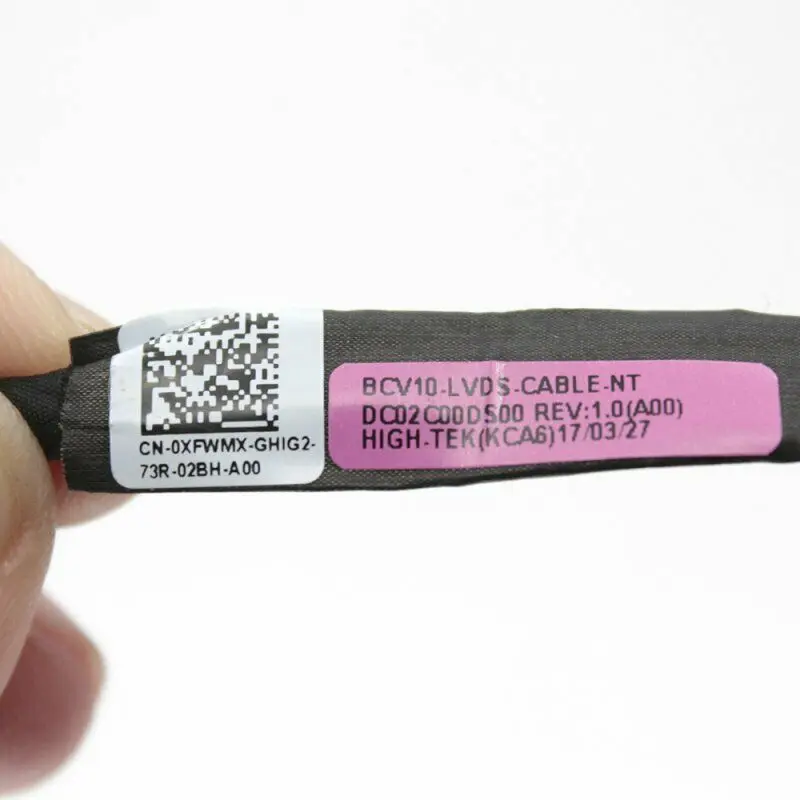 CN-0XFWMX-GHIG2-
73R-02BH-A00
BCV10-LVDS-CABLE-NT
DC02C00DS00 REV:1.0(A00)
HIGH-TEK(KCA6)17/03/27